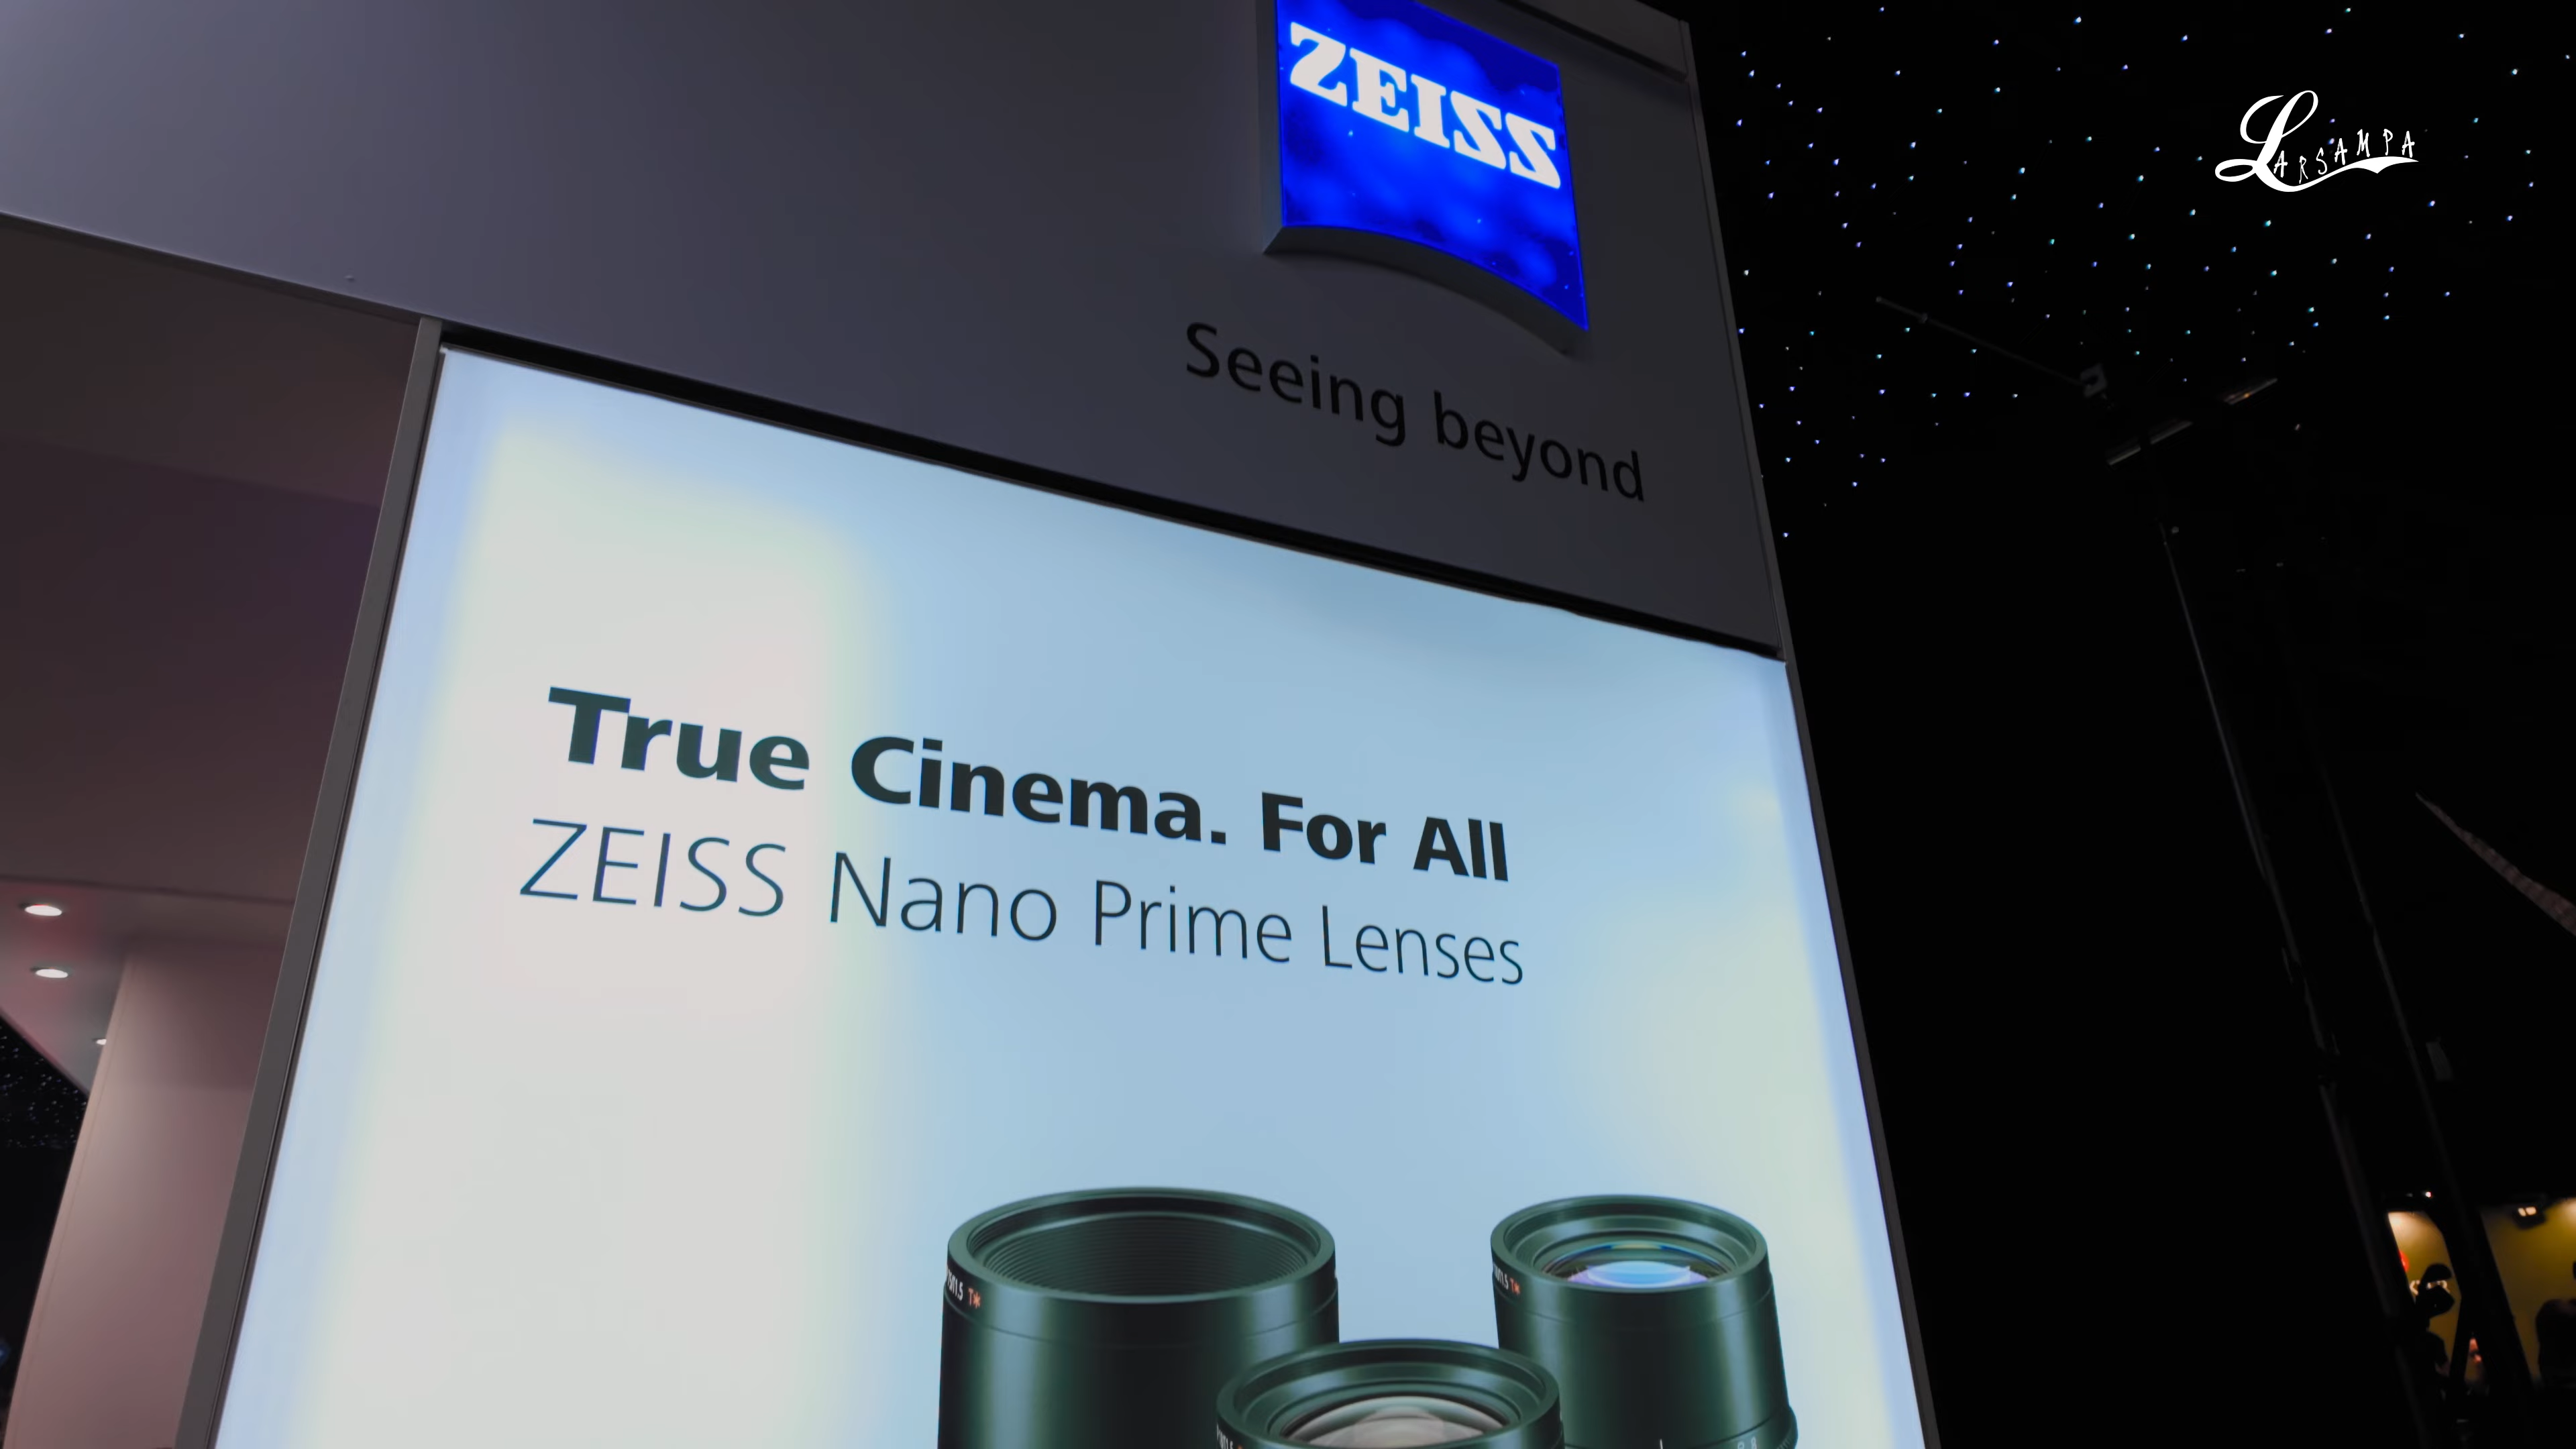 ZEISS
LARSAMPA
Seeing beyond
True Cinema. For All
ZEISS Nano Prime Lenses
T*
T*